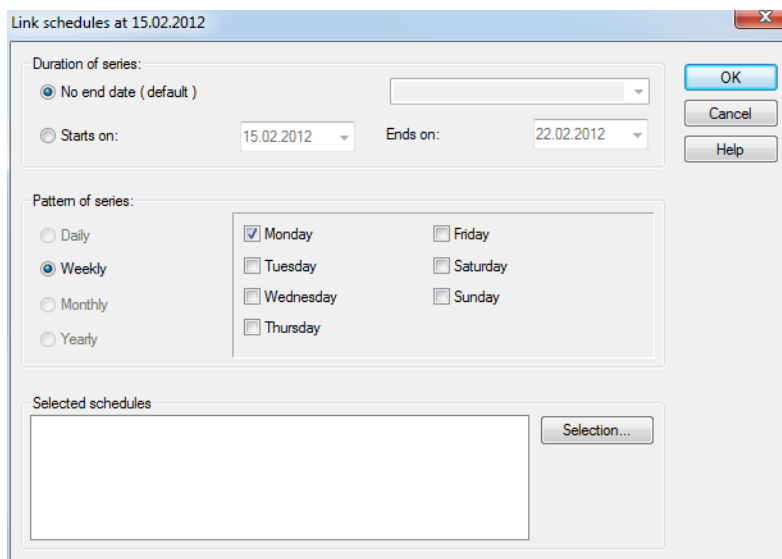 Link schedules at 15.02.2012
Duration of series:
No end date ( default )
OK
Starts on: 15.02.2012 Ends on: 22.02.2012
Cancel
Help
Pattern of series:
Daily Monday Friday
Weekly Tuesday Saturday
Monthly Wednesday Sunday
Yearly Thursday
Selected schedules
Selection...